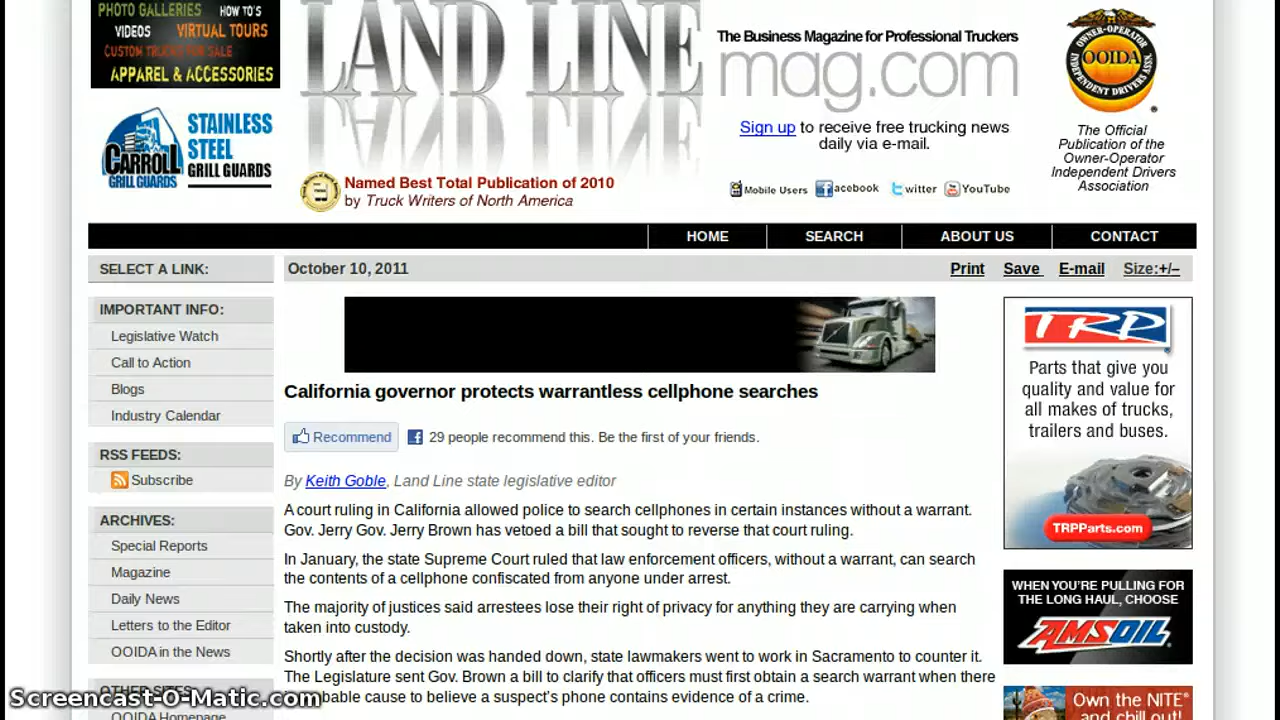 PHOTO GALLERIES HOW TO'S
VIDEOS VIRTUAL TOURS
CUSTOM TRUCKS FOR SALE
APPAREL & ACCESSORIES
CARROLL
GRILL GUARDS
STAINLESS
STEEL
GRILL GUARDS
LAND LINE
The Business Magazine for Professional Truckers
mag.com
Sign up to receive free trucking news
daily via e-mail.
Named Best Total Publication of 2010
by Truck Writers of North America
Mobile Users facebook twitter YouTube
OWNER-OPERATOR
OOIDA
INDEPENDENT DRIVERS ASSN.
The Official
Publication of the
Owner-Operator
Independent Drivers
Association
HOME SEARCH ABOUT US CONTACT
SELECT A LINK:
October 10, 2011
Print Save E-mail Size:+/–
IMPORTANT INFO:
Legislative Watch
Call to Action
Blogs
Industry Calendar
RSS FEEDS:
Subscribe
ARCHIVES:
Special Reports
Magazine
Daily News
Letters to the Editor
OOIDA in the News
OTHER SITES
OOIDA Homepage
California governor protects warrantless cellphone searches
Recommend 29 people recommend this. Be the first of your friends.
By Keith Goble, Land Line state legislative editor
A court ruling in California allowed police to search cellphones in certain instances without a warrant.
Gov. Jerry Gov. Jerry Brown has vetoed a bill that sought to reverse that court ruling.
In January, the state Supreme Court ruled that law enforcement officers, without a warrant, can search
the contents of a cellphone confiscated from anyone under arrest.
The majority of justices said arrestees lose their right of privacy for anything they are carrying when
taken into custody.
Shortly after the decision was handed down, state lawmakers went to work in Sacramento to counter it.
The Legislature sent Gov. Brown a bill to clarify that officers must first obtain a search warrant when there
cause to believe a suspect's phone contains evidence of a crime.
TRP
Parts that give you
quality and value for
all makes of trucks,
trailers and buses.
TRPParts.com
WHEN YOU'RE PULLING FOR
THE LONG HAUL, CHOOSE
AMSOIL
Own the NITE®
and chill out!
Screencast-O-Matic.com